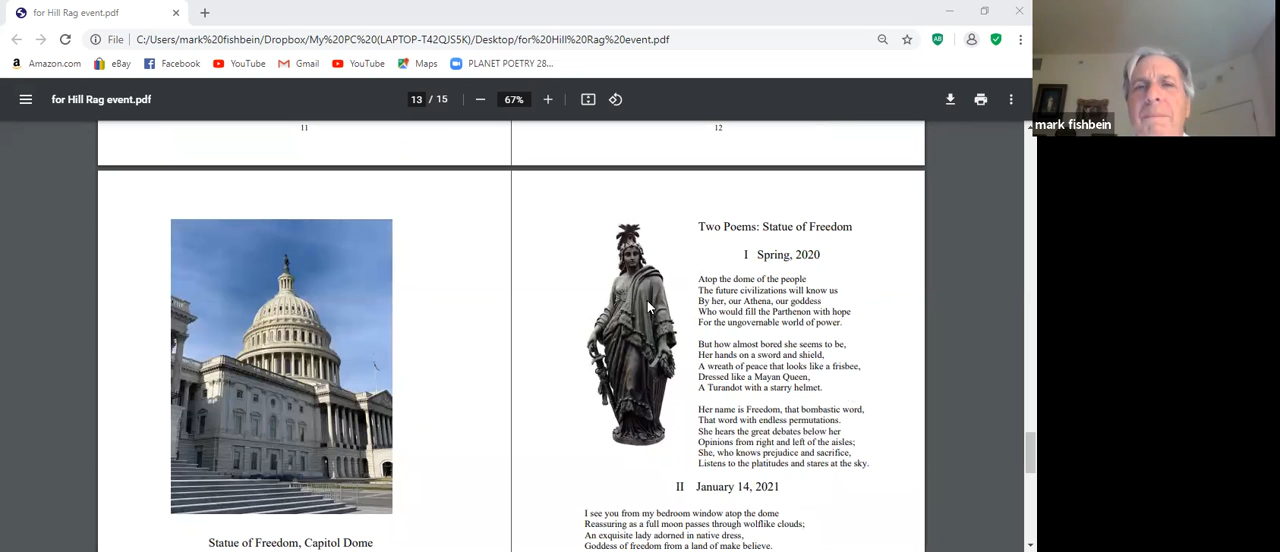 for Hill Rag event.pdf
File
C:/Users/mark%20fishbein/Dropbox/My%20PC%20(LAPTOP-T42QJS5K)/Desktop/for%20Hill%20Rag%20event.pdf
Amazon.com
eBay
Facebook
YouTube
Gmail
YouTube
Maps
PLANET POETRY 28...
for Hill Rag event.pdf
13 / 15
67%
mark fishbein
11
12
Two Poems: Statue of Freedom
I Spring, 2020
Atop the dome of the people
The future civilizations will know us
By her, our Athena, our goddess
Who would fill the Parthenon with hope
For the ungovernable world of power.
But how almost bored she seems to be,
Her hands on a sword and shield,
A wreath of peace that looks like a frisbee,
Dressed like a Mayan Queen,
A Turandot with a starry helmet.
Her name is Freedom, that bombastic word,
That word with endless permutations.
She hears the great debates below her
Opinions from right and left of the aisles;
She, who knows prejudice and sacrifice,
Listens to the platitudes and stares at the sky.
II January 14, 2021
I see you from my bedroom window atop the dome
Reassuring as a full moon passes through wolflike clouds;
An exquisite lady adorned in native dress,
Goddess of freedom from a land of make believe.
Statue of Freedom, Capitol Dome